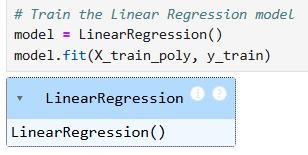 # Train the Linear Regression model
model = LinearRegression()
model.fit(X_train_poly, y_train)
▾ LinearRegression i ?
LinearRegression()